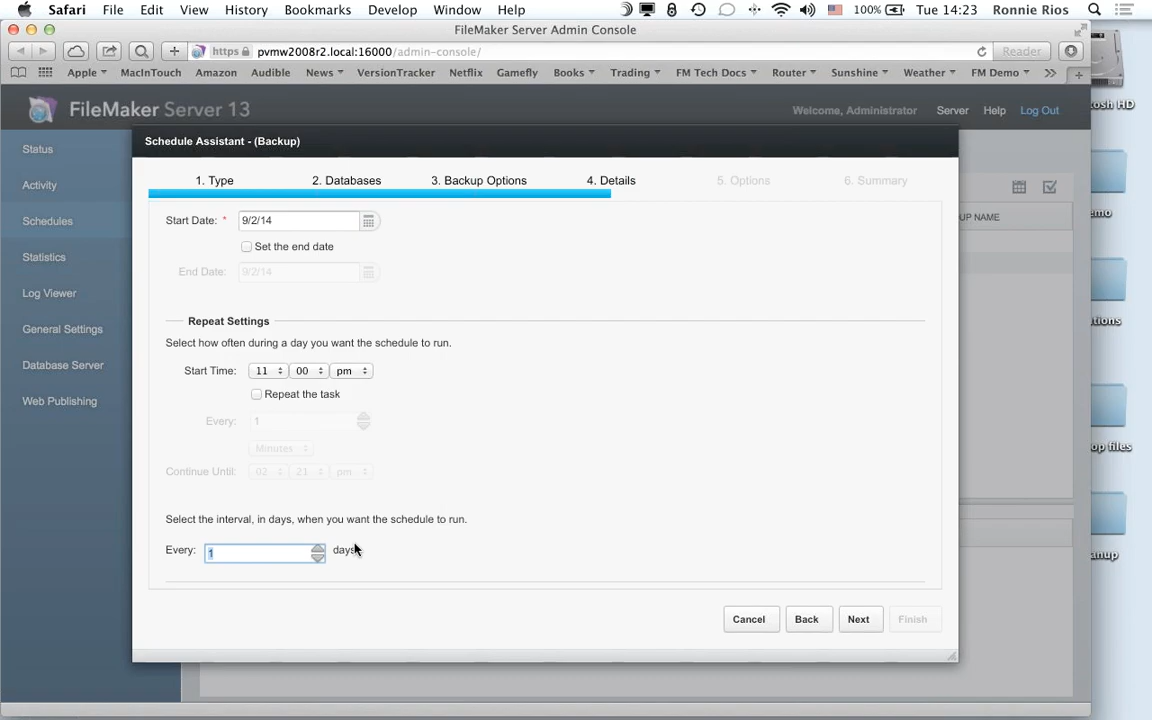 Safari File Edit View History Bookmarks Develop Window Help 100% Tue 14:23 Ronnie Rios
FileMaker Server Admin Console
https pvmw2008r2.local:16000/admin-console/ Reader
Apple MacInTouch Amazon Audible News VersionTracker Netflix Gamefly Books Trading FM Tech Docs Router Sunshine Weather FM Demo
FileMaker Server 13 Welcome, Administrator Server Help Log Out
Schedule Assistant - (Backup)
Status
Activity
Schedules
Statistics
Log Viewer
General Settings
Database Server
Web Publishing
1. Type 2. Databases 3. Backup Options 4. Details 5. Options 6. Summary
Start Date: * 9/2/14
Set the end date
End Date: 9/2/14
Repeat Settings
Select how often during a day you want the schedule to run.
Start Time: 11 00 pm
Repeat the task
Every: 1
Minutes
Continue Until: 02 21 pm
Select the interval, in days, when you want the schedule to run.
Every: 1 days
Cancel Back Next Finish
UP NAME
osh HD
emo
tions
op files
anup